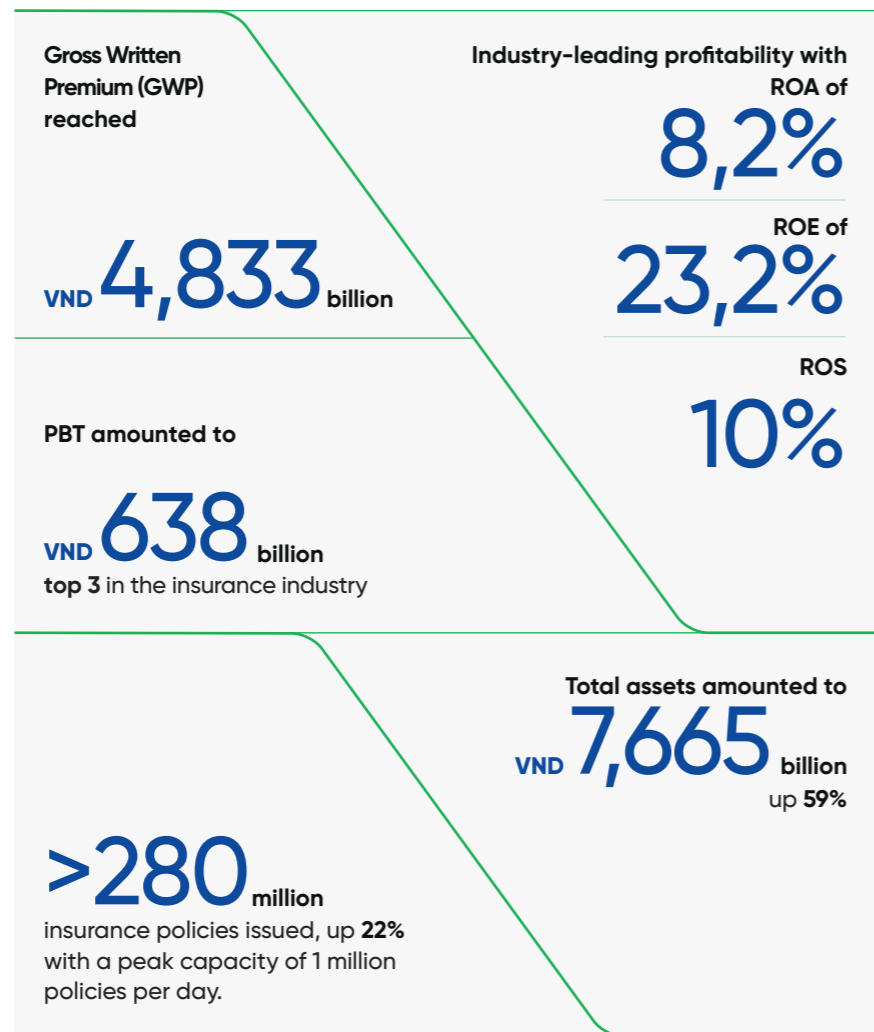 Gross Written
Premium (GWP)
reached
VND 4,833 billion
PBT amounted to
VND 638 billion
top 3 in the insurance industry
Industry-leading profitability with
ROA of
8,2%
ROE of
23,2%
ROS
10%
>280 million
insurance policies issued, up 22%
with a peak capacity of 1 million
policies per day.
Total assets amounted to
VND 7,665 billion
up 59%